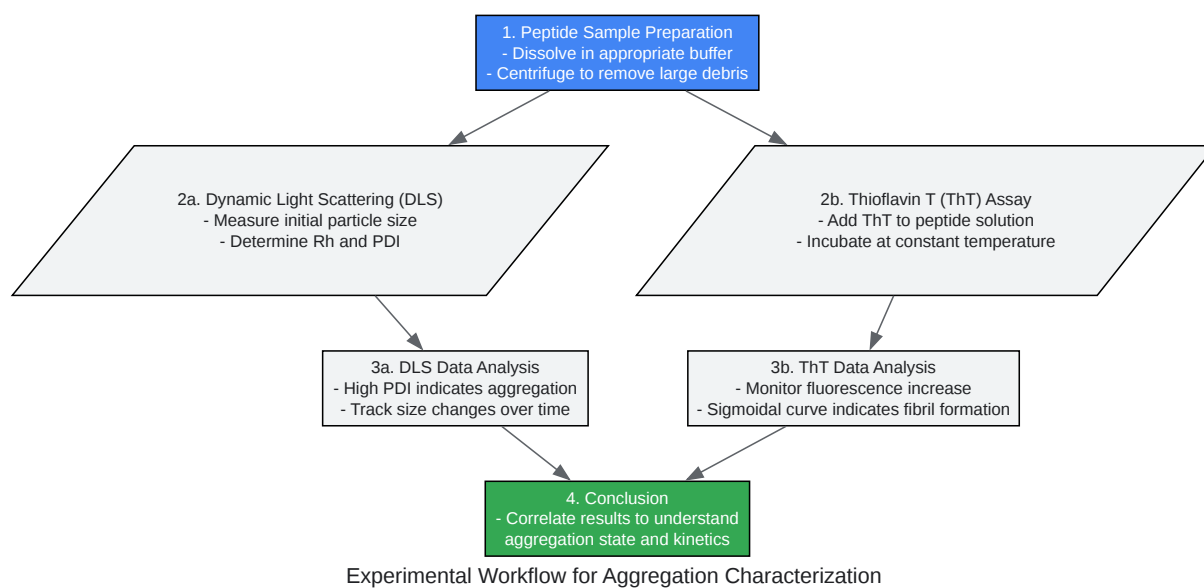 1. Peptide Sample Preparation
- Dissolve in appropriate buffer
- Centrifuge to remove large debris
2a. Dynamic Light Scattering (DLS)
- Measure initial particle size
- Determine Rh and PDI
2b. Thioflavin T (ThT) Assay
- Add ThT to peptide solution
- Incubate at constant temperature
3a. DLS Data Analysis
- High PDI indicates aggregation
- Track size changes over time
3b. ThT Data Analysis
- Monitor fluorescence increase
- Sigmoidal curve indicates fibril formation
4. Conclusion
- Correlate results to understand
aggregation state and kinetics
Experimental Workflow for Aggregation Characterization